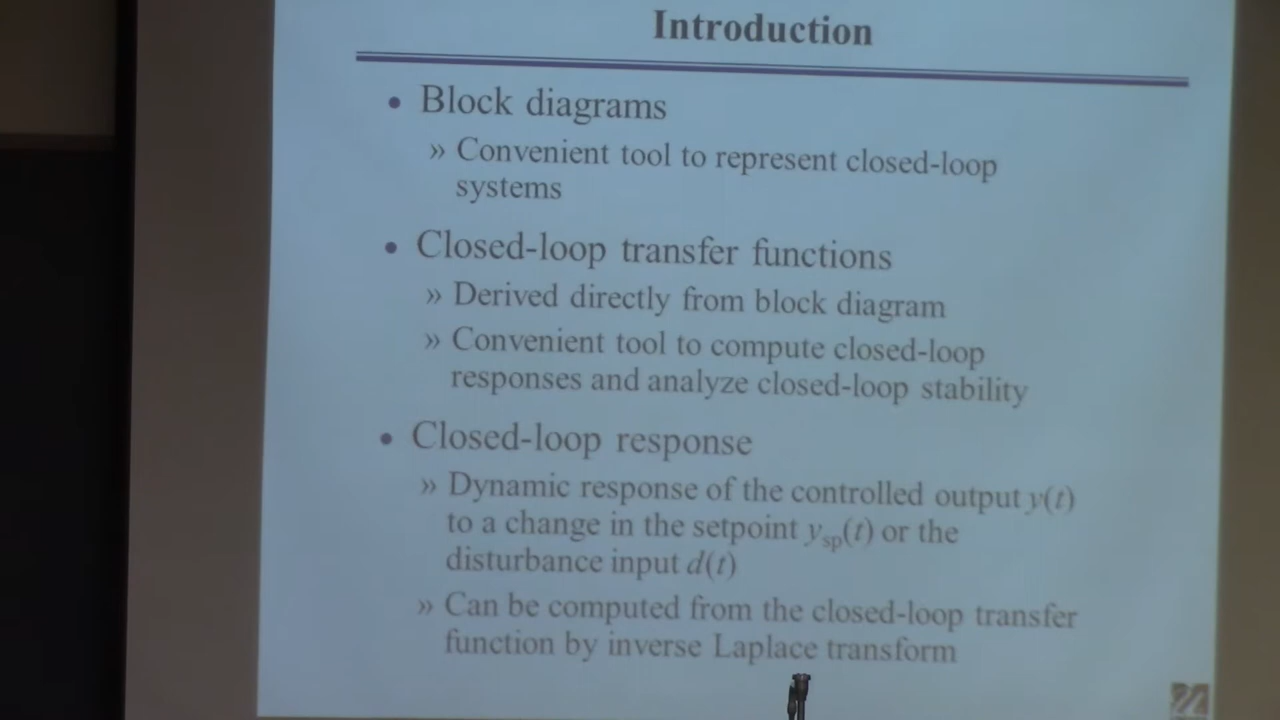 Introduction
• Block diagrams
» Convenient tool to represent closed-loop
systems
• Closed-loop transfer functions
» Derived directly from block diagram
» Convenient tool to compute closed-loop
responses and analyze closed-loop stability
• Closed-loop response
» Dynamic response of the controlled output y(t)
to a change in the setpoint ysp(t) or the
disturbance input d(t)
» Can be computed from the closed-loop transfer
function by inverse Laplace transform